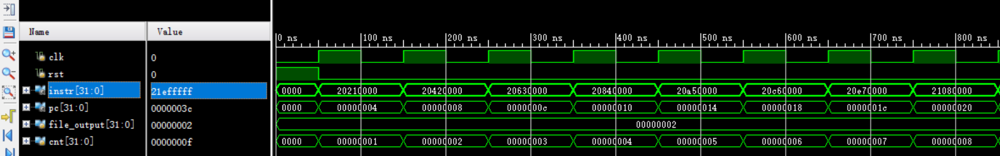 Name Value
0 ns 100 ns 200 ns 300 ns 400 ns 500 ns 600 ns 700 ns 800 ns
clk 0
rst 0
instr[31:0] 21efffff 0000 20210000 20420000 20630000 20840000 20a50000 20c60000 20e70000 21080000
pc[31:0] 0000003c 0000 00000004 00000008 0000000c 00000010 00000014 00000018 0000001c 00000020
file_output[31:0] 00000002 00000002
cnt[31:0] 0000000f 0000 00000001 00000002 00000003 00000004 00000005 00000006 00000007 00000008